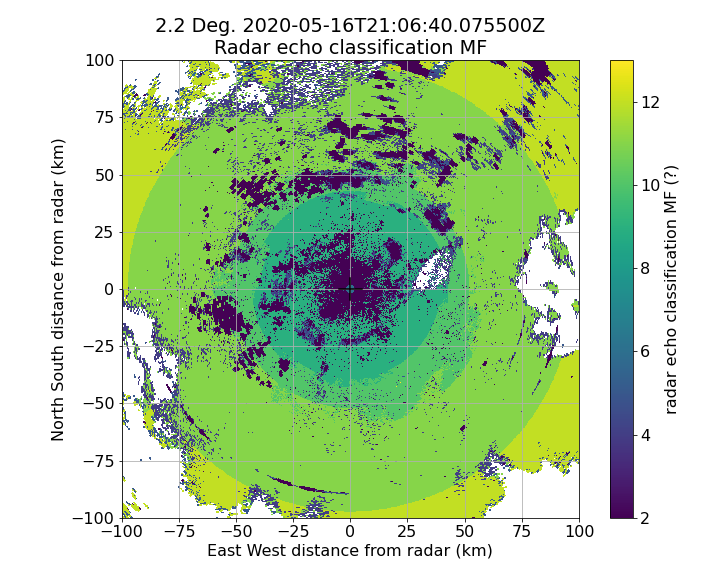 2.2 Deg. 2020-05-16T21:06:40.075500Z
Radar echo classification MF
100
75
50
25
0
−25
−50
−75
−100
North South distance from radar (km)
−100 −75 −50 −25 0 25 50 75 100
East West distance from radar (km)
12
10
8
6
4
2
radar echo classification MF (?)